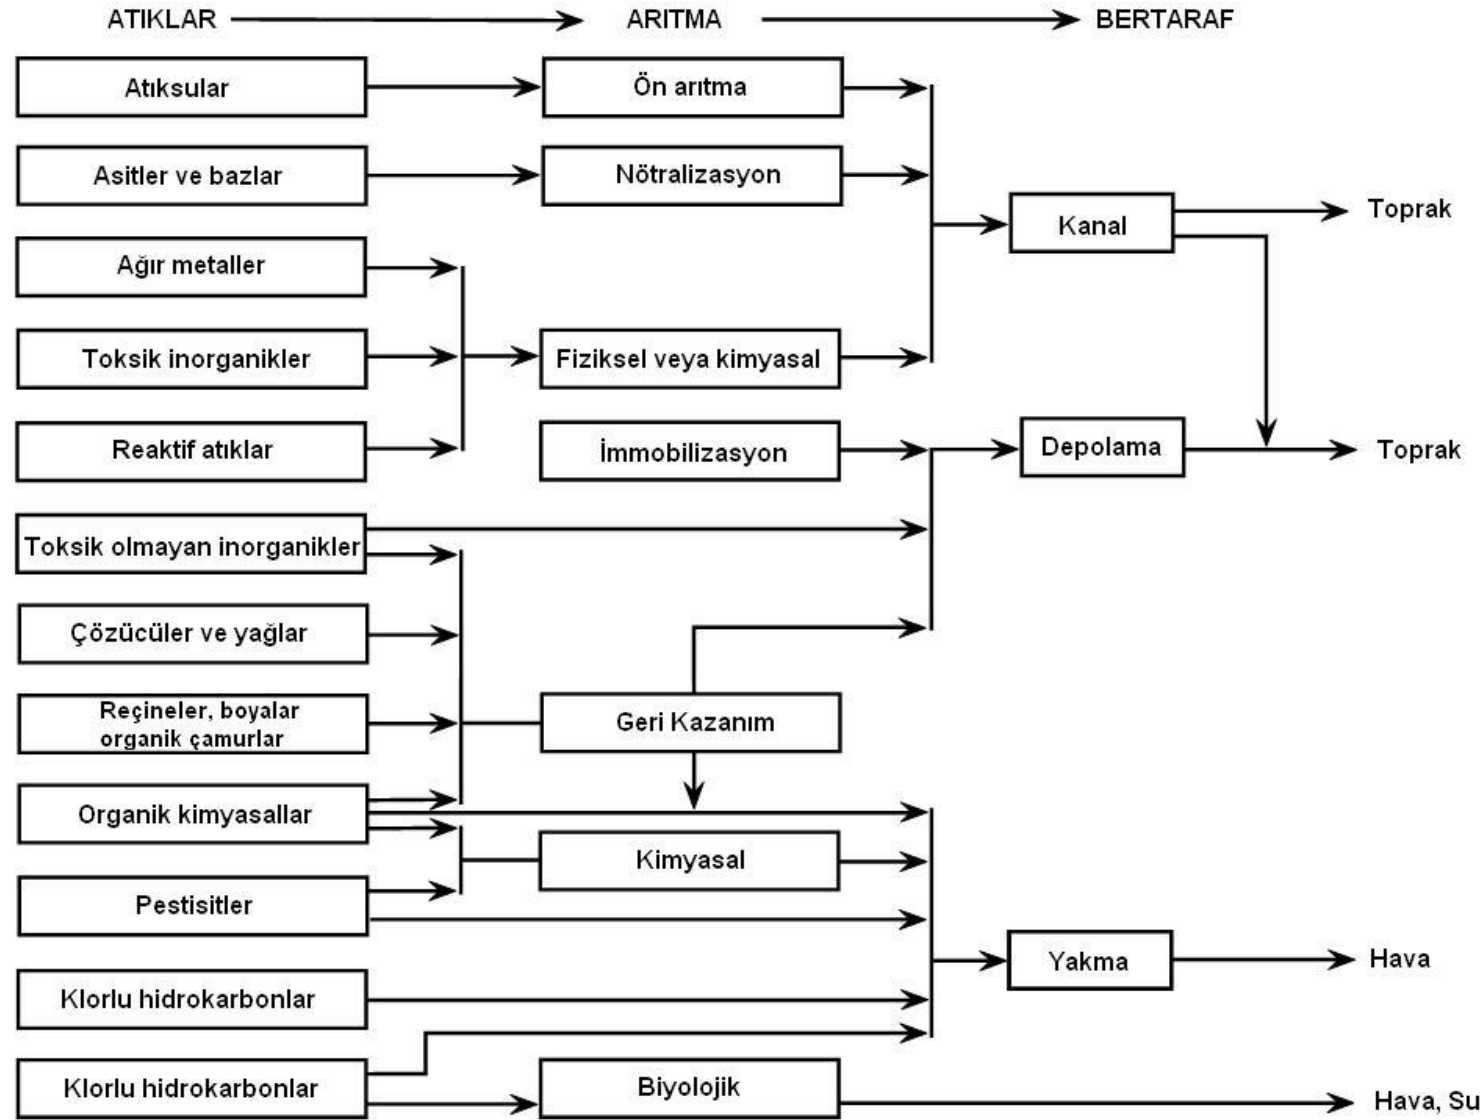 ATIKLAR ARITMA BERTARAF
Atıksular
Ön arıtma
Asitler ve bazlar
Nötralizasyon
Kanal
Toprak
Ağır metaller
Toksik inorganikler
Fiziksel veya kimyasal
Reaktif atıklar
İmmobilizasyon
Depolama
Toprak
Toksik olmayan inorganikler
Çözücüler ve yağlar
Reçineler, boyalar
organik çamurlar
Geri Kazanım
Organik kimyasallar
Kimyasal
Pestisitler
Yakma
Hava
Klorlu hidrokarbonlar
Klorlu hidrokarbonlar
Biyolojik
Hava, Su